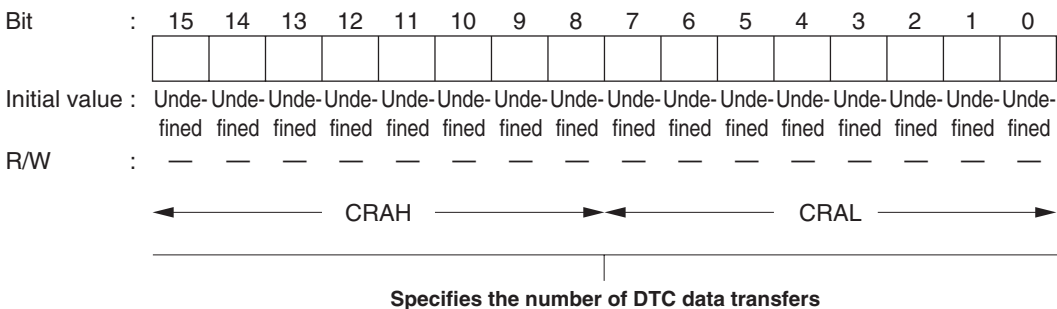 Bit : 15 14 13 12 11 10 9 8 7 6 5 4 3 2 1 0
Initial value : Unde- Unde- Unde- Unde- Unde- Unde- Unde- Unde- Unde- Unde- Unde- Unde- Unde- Unde- Unde- Unde-
fined fined fined fined fined fined fined fined fined fined fined fined fined fined fined fined
R/W : — — — — — — — — — — — — — — — —
CRAH CRAL
Specifies the number of DTC data transfers